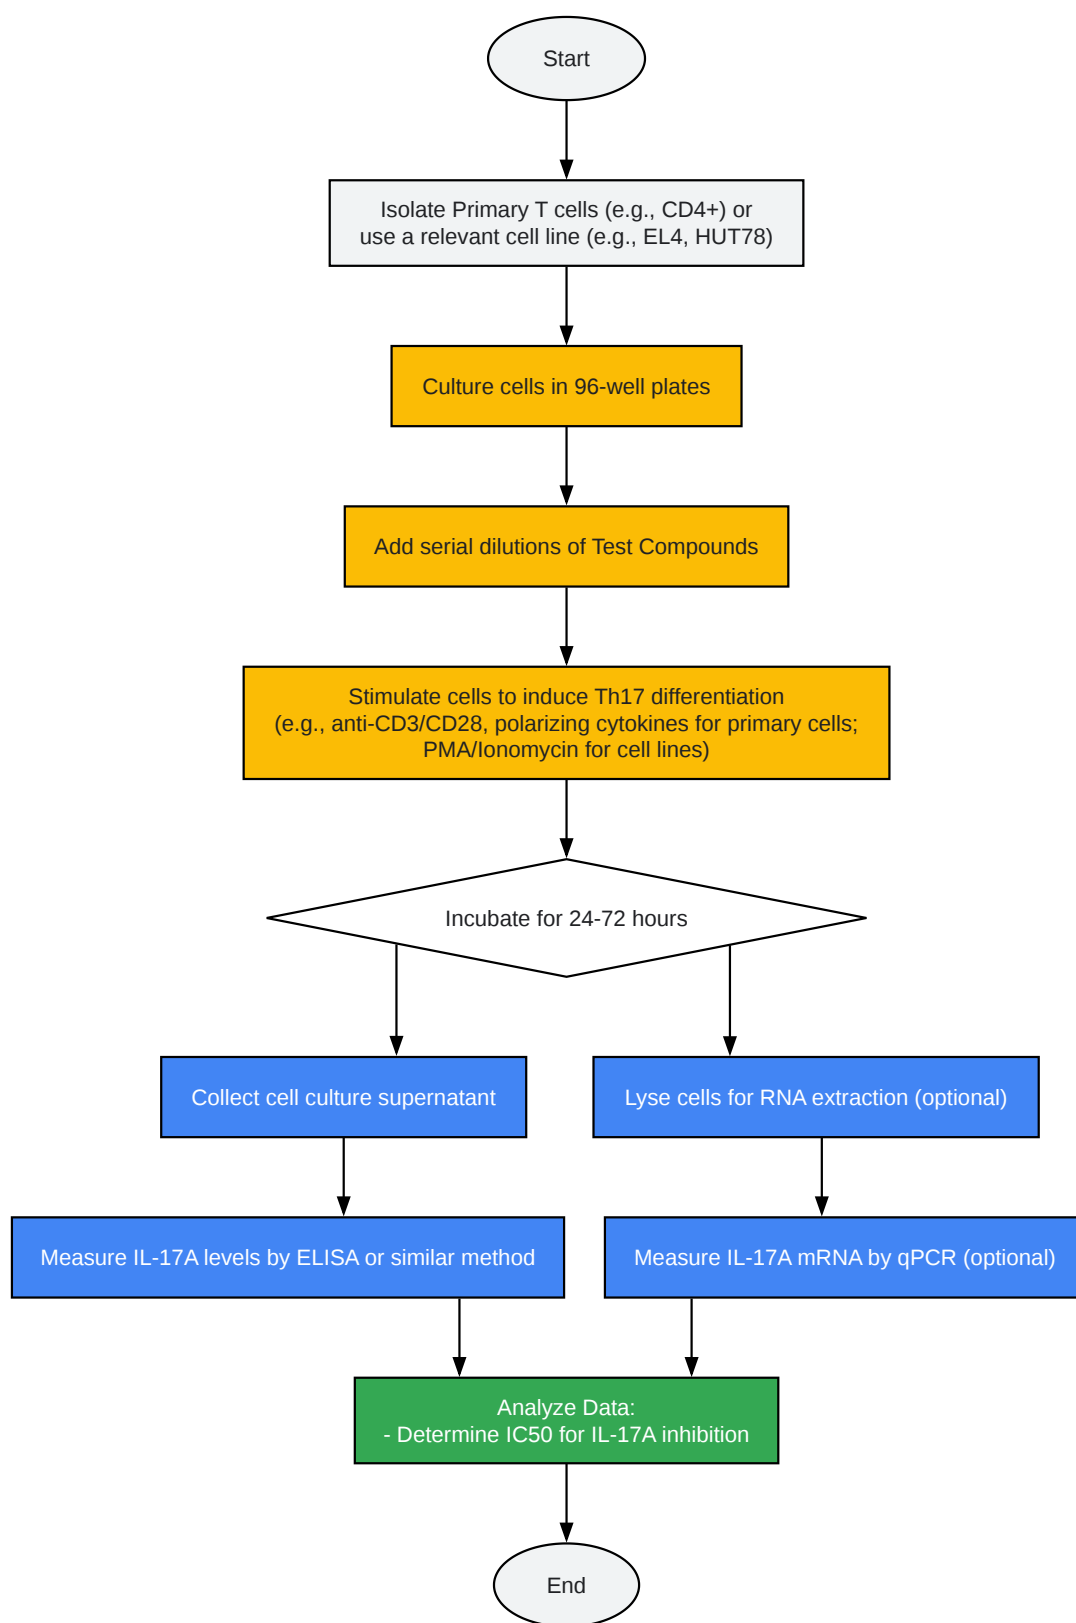 Start
Isolate Primary T cells (e.g., CD4+) or
use a relevant cell line (e.g., EL4, HUT78)
Culture cells in 96-well plates
Add serial dilutions of Test Compounds
Stimulate cells to induce Th17 differentiation
(e.g., anti-CD3/CD28, polarizing cytokines for primary cells;
PMA/Ionomycin for cell lines)
Incubate for 24-72 hours
Collect cell culture supernatant
Lyse cells for RNA extraction (optional)
Measure IL-17A levels by ELISA or similar method
Measure IL-17A mRNA by qPCR (optional)
Analyze Data:
- Determine IC50 for IL-17A inhibition
End